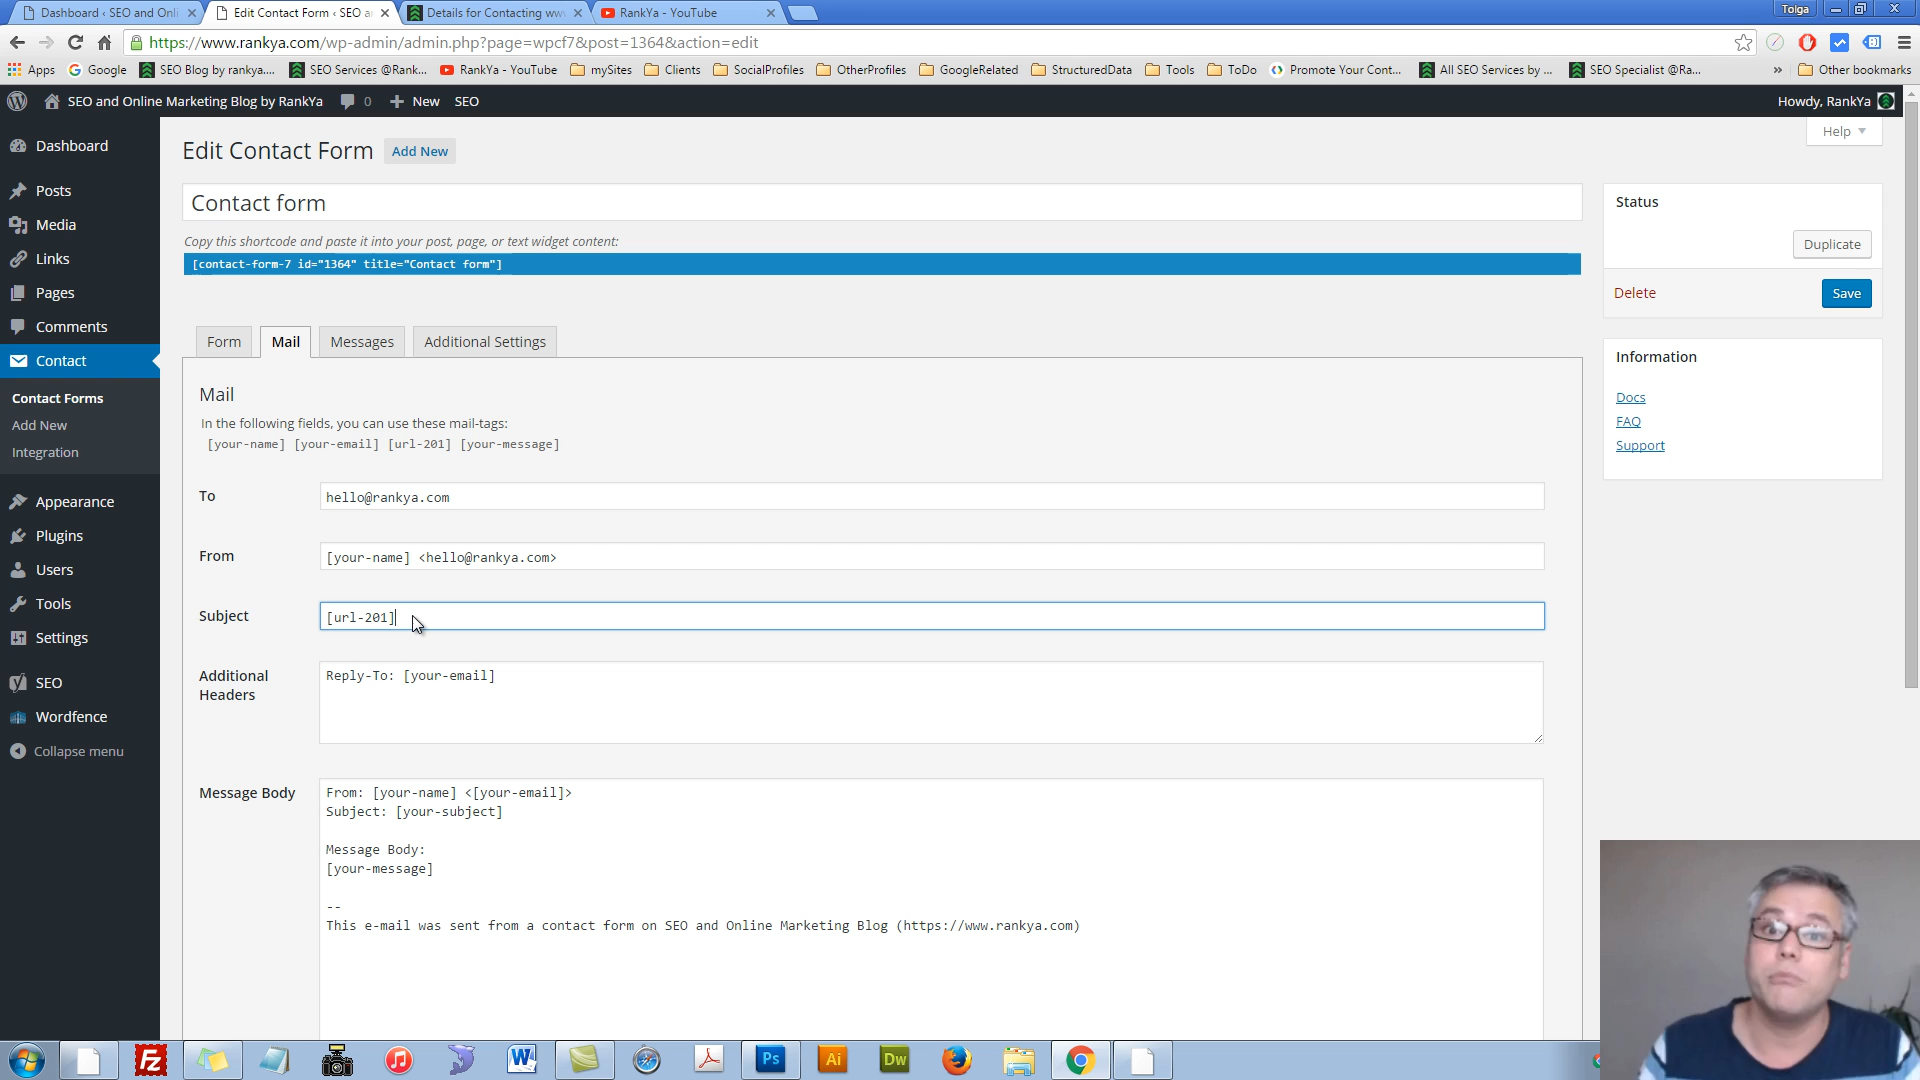 Dashboard ‹ SEO and Onli
Edit Contact Form ‹ SEO a
Details for Contacting ww
RankYa - YouTube
Tolga
https://www.rankya.com/wp-admin/admin.php?page=wpcf7&post=1364&action=edit
Apps
Google
SEO Blog by rankya....
SEO Services @Rank...
RankYa - YouTube
mySites
Clients
SocialProfiles
OtherProfiles
GoogleRelated
StructuredData
Tools
ToDo
Promote Your Cont...
All SEO Services by ...
SEO Specialist @Ra...
»
Other bookmarks
SEO and Online Marketing Blog by RankYa
0
New
SEO
Howdy, RankYa
Help
Dashboard
Posts
Media
Links
Pages
Comments
Contact
Contact Forms
Add New
Integration
Appearance
Plugins
Users
Tools
Settings
SEO
Wordfence
Collapse menu
Edit Contact Form
Add New
Contact form
Copy this shortcode and paste it into your post, page, or text widget content:
[contact-form-7 id="1364" title="Contact form"]
Form
Mail
Messages
Additional Settings
Mail
In the following fields, you can use these mail-tags:
[your-name] [your-email] [url-201] [your-message]
To
hello@rankya.com
From
[your-name] <hello@rankya.com>
Subject
[url-201]
Additional
Headers
Reply-To: [your-email]
Message Body
From: [your-name] <[your-email]>
Subject: [your-subject]
Message Body:
[your-message]
--
This e-mail was sent from a contact form on SEO and Online Marketing Blog (https://www.rankya.com)
Status
Duplicate
Delete
Save
Information
Docs
FAQ
Support
Fz
W
Ps
Ai
Dw